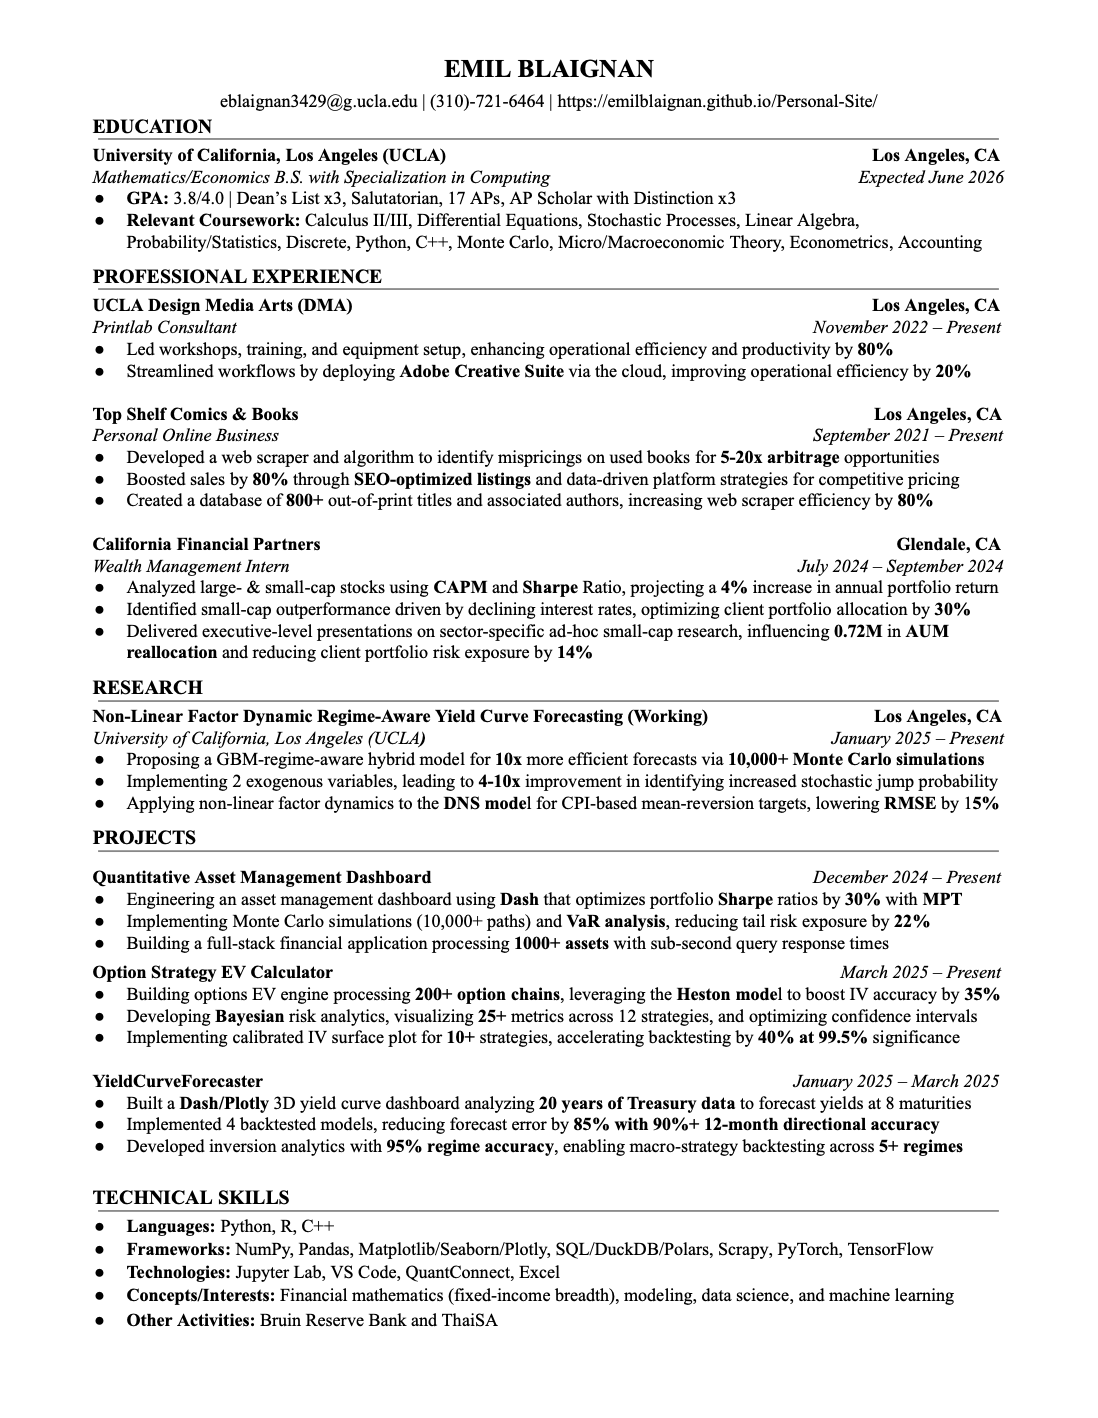 EMIL BLAIGNAN
eblaignan3429@g.ucla.edu | (310)-721-6464 | https://emilblaignan.github.io/Personal-Site/
EDUCATION
University of California, Los Angeles (UCLA) Los Angeles, CA
Mathematics/Economics B.S. with Specialization in Computing Expected June 2026
● GPA: 3.8/4.0 | Dean’s List x3, Salutatorian, 17 APs, AP Scholar with Distinction x3
● Relevant Coursework: Calculus II/III, Differential Equations, Stochastic Processes, Linear Algebra,
Probability/Statistics, Discrete, Python, C++, Monte Carlo, Micro/Macroeconomic Theory, Econometrics, Accounting
PROFESSIONAL EXPERIENCE
UCLA Design Media Arts (DMA) Los Angeles, CA
Printlab Consultant November 2022 – Present
● Led workshops, training, and equipment setup, enhancing operational efficiency and productivity by 80%
● Streamlined workflows by deploying Adobe Creative Suite via the cloud, improving operational efficiency by 20%
Top Shelf Comics & Books Los Angeles, CA
Personal Online Business September 2021 – Present
● Developed a web scraper and algorithm to identify mispricings on used books for 5-20x arbitrage opportunities
● Boosted sales by 80% through SEO-optimized listings and data-driven platform strategies for competitive pricing
● Created a database of 800+ out-of-print titles and associated authors, increasing web scraper efficiency by 80%
California Financial Partners Glendale, CA
Wealth Management Intern July 2024 – September 2024
● Analyzed large- & small-cap stocks using CAPM and Sharpe Ratio, projecting a 4% increase in annual portfolio return
● Identified small-cap outperformance driven by declining interest rates, optimizing client portfolio allocation by 30%
● Delivered executive-level presentations on sector-specific ad-hoc small-cap research, influencing 0.72M in AUM
reallocation and reducing client portfolio risk exposure by 14%
RESEARCH
Non-Linear Factor Dynamic Regime-Aware Yield Curve Forecasting (Working) Los Angeles, CA
University of California, Los Angeles (UCLA) January 2025 – Present
● Proposing a GBM-regime-aware hybrid model for 10x more efficient forecasts via 10,000+ Monte Carlo simulations
● Implementing 2 exogenous variables, leading to 4-10x improvement in identifying increased stochastic jump probability
● Applying non-linear factor dynamics to the DNS model for CPI-based mean-reversion targets, lowering RMSE by 15%
PROJECTS
Quantitative Asset Management Dashboard December 2024 – Present
● Engineering an asset management dashboard using Dash that optimizes portfolio Sharpe ratios by 30% with MPT
● Implementing Monte Carlo simulations (10,000+ paths) and VaR analysis, reducing tail risk exposure by 22%
● Building a full-stack financial application processing 1000+ assets with sub-second query response times
Option Strategy EV Calculator March 2025 – Present
● Building options EV engine processing 200+ option chains, leveraging the Heston model to boost IV accuracy by 35%
● Developing Bayesian risk analytics, visualizing 25+ metrics across 12 strategies, and optimizing confidence intervals
● Implementing calibrated IV surface plot for 10+ strategies, accelerating backtesting by 40% at 99.5% significance
YieldCurveForecaster January 2025 – March 2025
● Built a Dash/Plotly 3D yield curve dashboard analyzing 20 years of Treasury data to forecast yields at 8 maturities
● Implemented 4 backtested models, reducing forecast error by 85% with 90%+ 12-month directional accuracy
● Developed inversion analytics with 95% regime accuracy, enabling macro-strategy backtesting across 5+ regimes
TECHNICAL SKILLS
● Languages: Python, R, C++
● Frameworks: NumPy, Pandas, Matplotlib/Seaborn/Plotly, SQL/DuckDB/Polars, Scrapy, PyTorch, TensorFlow
● Technologies: Jupyter Lab, VS Code, QuantConnect, Excel
● Concepts/Interests: Financial mathematics (fixed-income breadth), modeling, data science, and machine learning
● Other Activities: Bruin Reserve Bank and ThaiSA